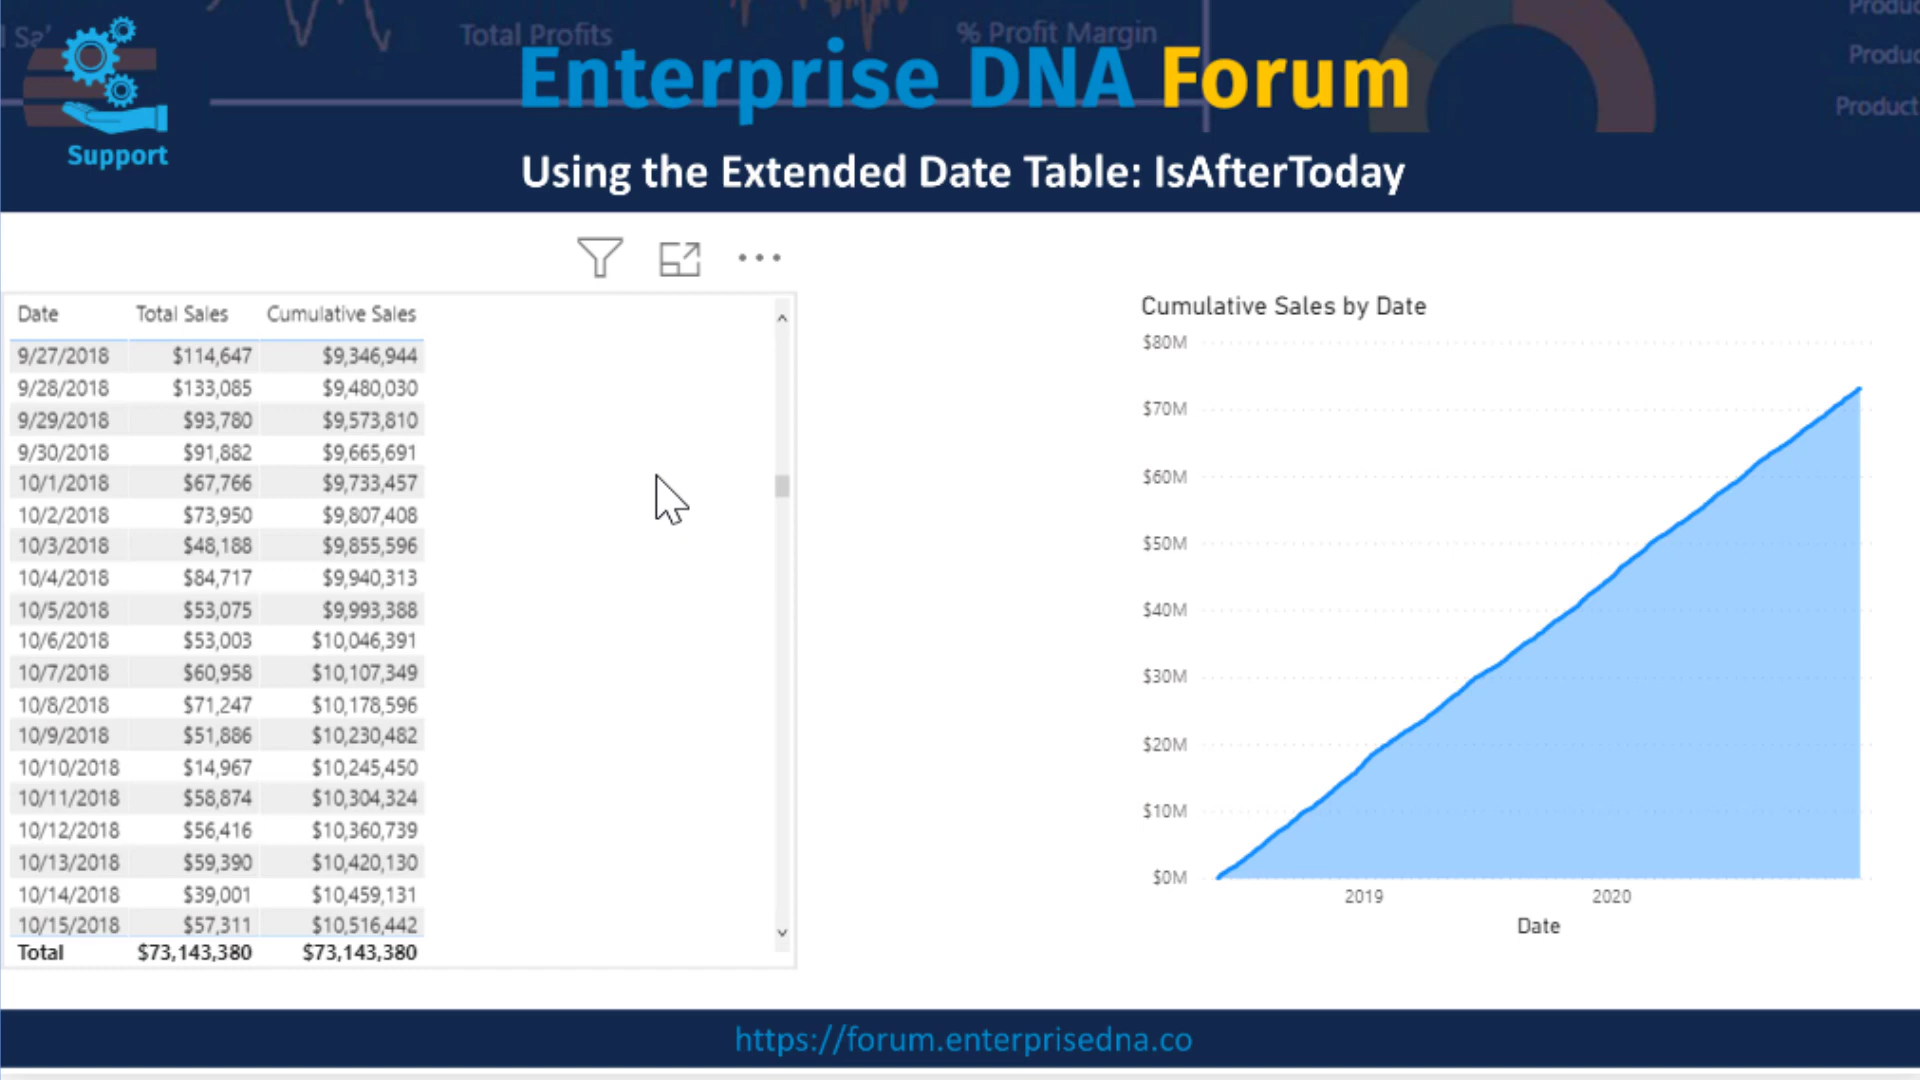 Total Profits
% Profit Margin
Produc
Produc
Product
Enterprise DNA Forum
Support
Using the Extended Date Table: IsAfterToday
Date Total Sales Cumulative Sales
9/27/2018 $114,647 $9,346,944
9/28/2018 $133,085 $9,480,030
9/29/2018 $93,780 $9,573,810
9/30/2018 $91,882 $9,665,691
10/1/2018 $67,766 $9,733,457
10/2/2018 $73,950 $9,807,408
10/3/2018 $48,188 $9,855,596
10/4/2018 $84,717 $9,940,313
10/5/2018 $53,075 $9,993,388
10/6/2018 $53,003 $10,046,391
10/7/2018 $60,958 $10,107,349
10/8/2018 $71,247 $10,178,596
10/9/2018 $51,886 $10,230,482
10/10/2018 $14,967 $10,245,450
10/11/2018 $58,874 $10,304,324
10/12/2018 $56,416 $10,360,739
10/13/2018 $59,390 $10,420,130
10/14/2018 $39,001 $10,459,131
10/15/2018 $57,311 $10,516,442
Total $73,143,380 $73,143,380
Cumulative Sales by Date
$80M
$70M
$60M
$50M
$40M
$30M
$20M
$10M
$0M
2019 2020
Date
https://forum.enterprisedna.co